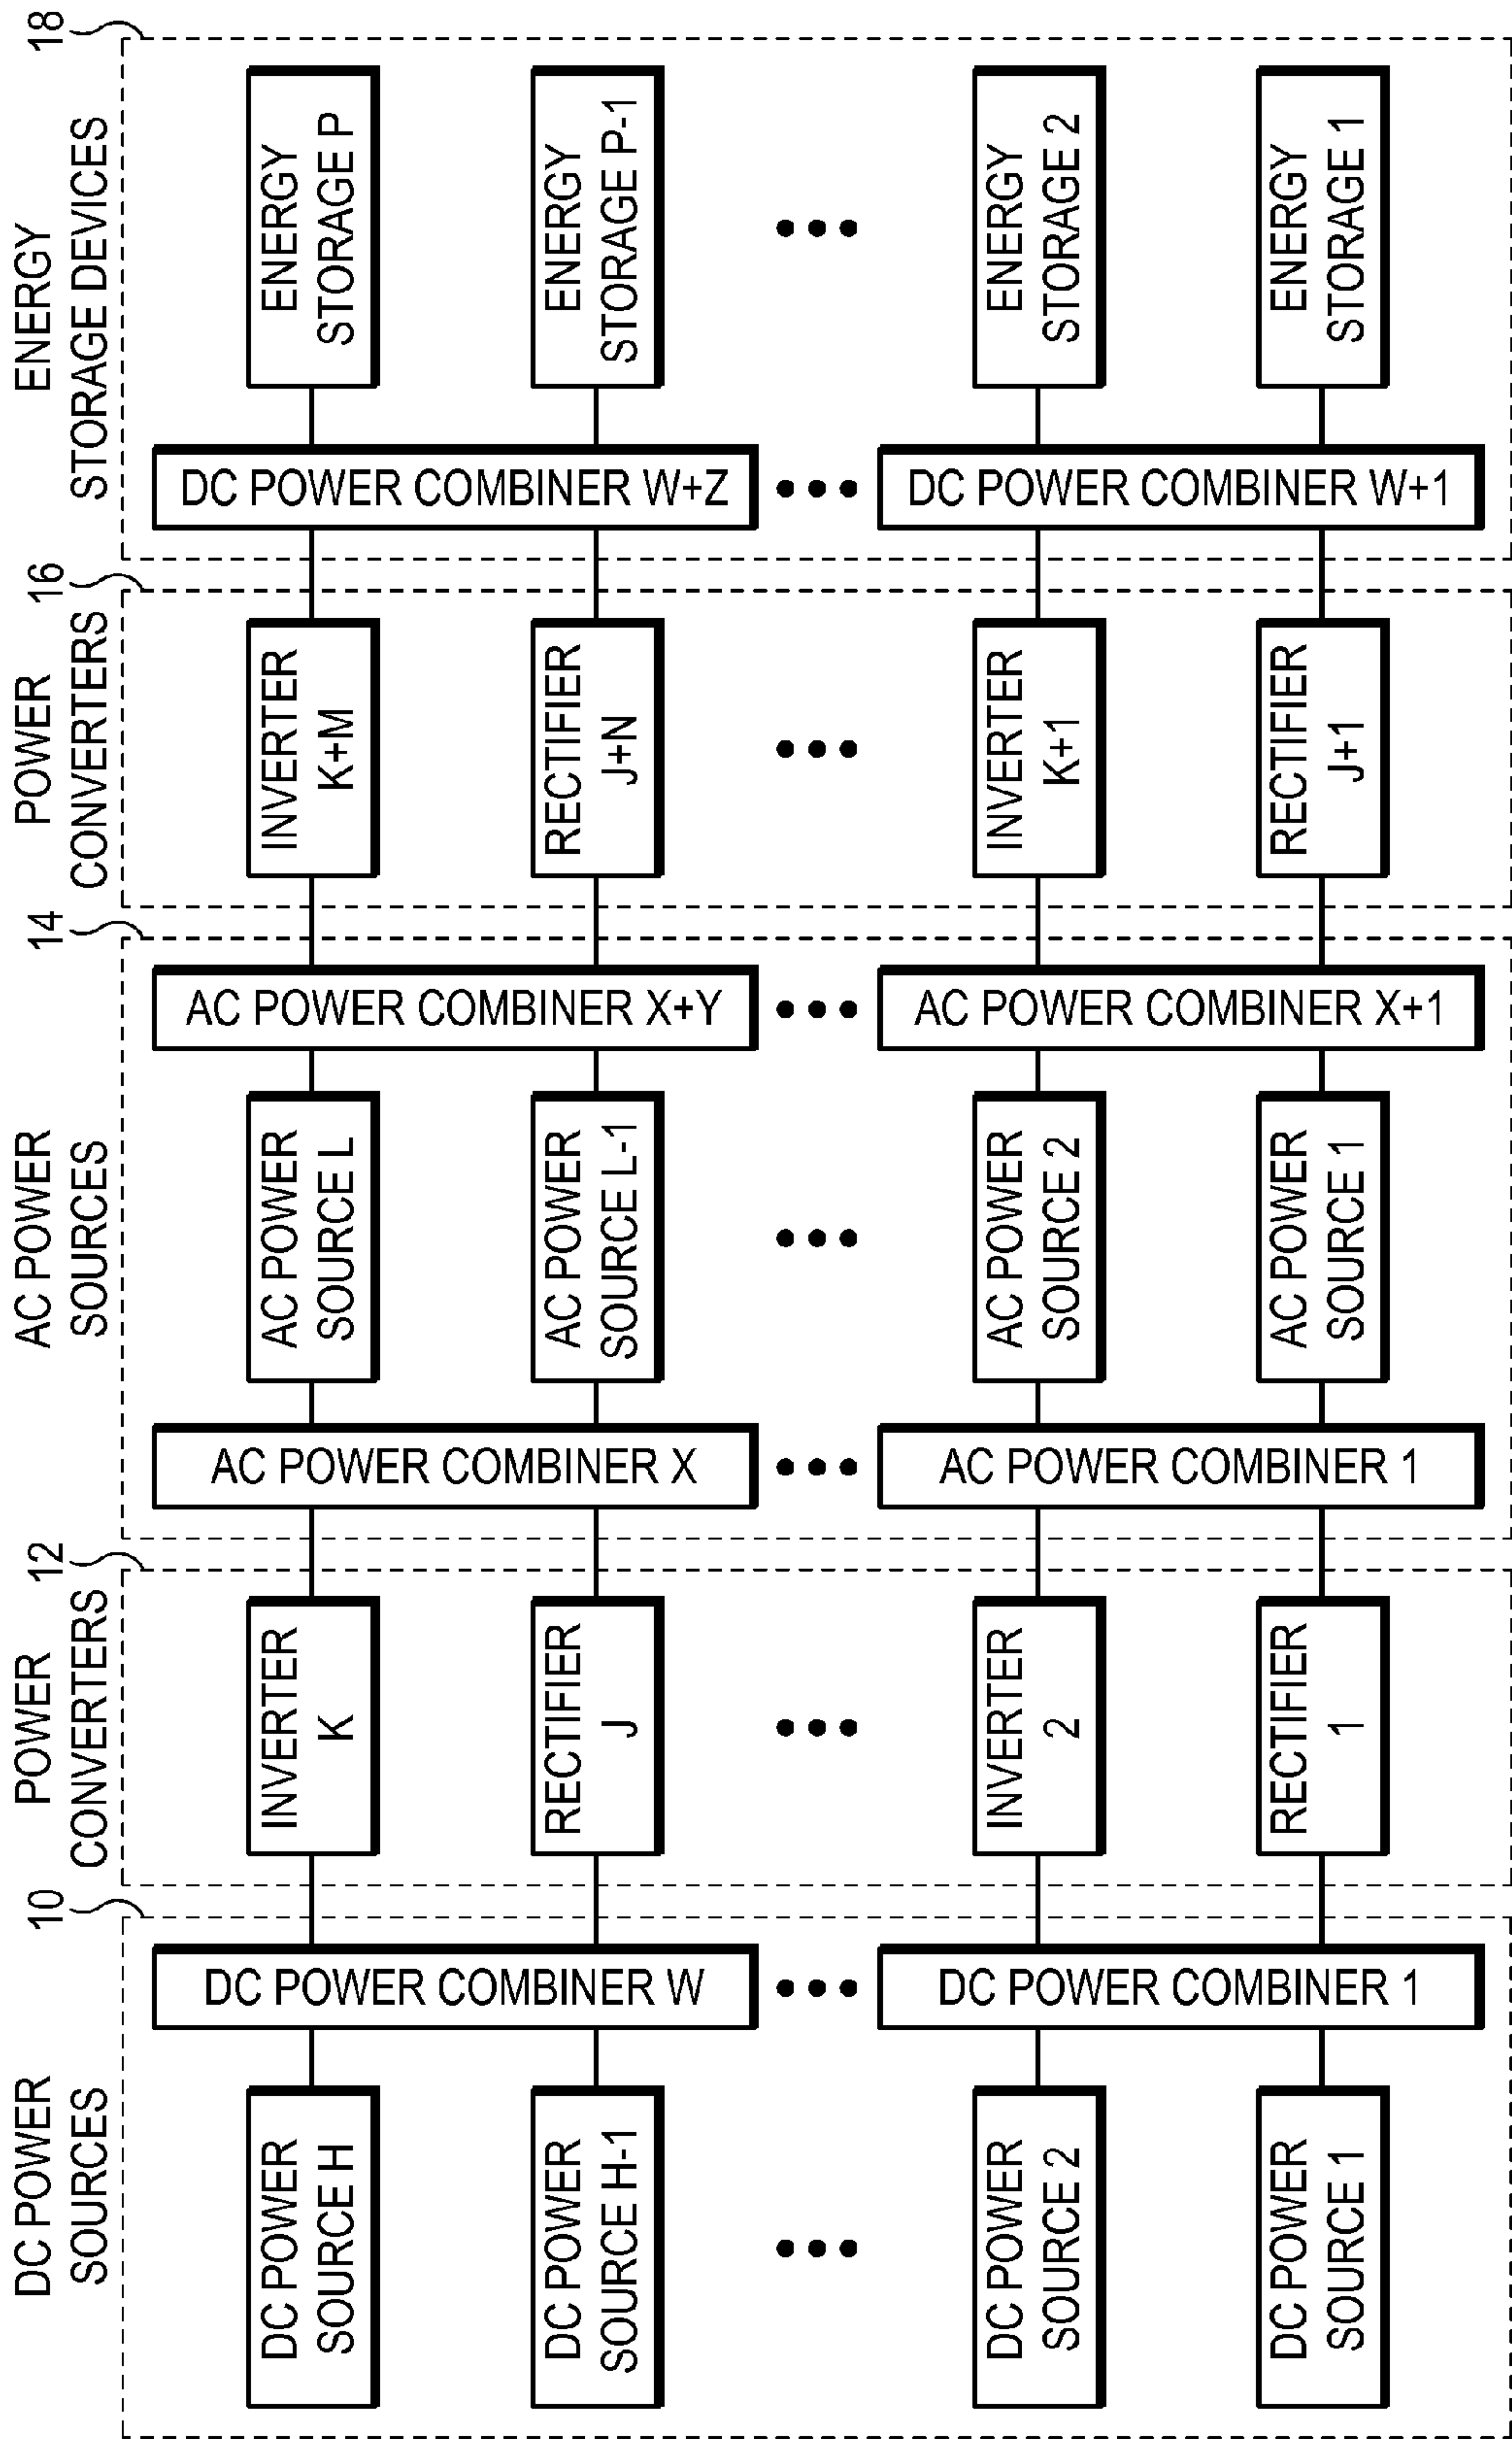 DC POWER
SOURCES
10
DC POWER
SOURCE H
DC POWER
SOURCE H-1
DC POWER
SOURCE 2
DC POWER
SOURCE 1
DC POWER COMBINER W
DC POWER COMBINER 1
POWER
CONVERTERS
12
INVERTER
K
RECTIFIER
J
INVERTER
2
RECTIFIER
1
AC POWER
SOURCES
14
AC POWER COMBINER X
AC POWER COMBINER 1
AC POWER
SOURCE L
AC POWER
SOURCE L-1
AC POWER
SOURCE 2
AC POWER
SOURCE 1
AC POWER COMBINER X+Y
AC POWER COMBINER X+1
POWER
CONVERTERS
16
INVERTER
K+M
RECTIFIER
J+N
INVERTER
K+1
RECTIFIER
J+1
ENERGY
STORAGE DEVICES
18
DC POWER COMBINER W+Z
DC POWER COMBINER W+1
ENERGY
STORAGE P
ENERGY
STORAGE P-1
ENERGY
STORAGE 2
ENERGY
STORAGE 1